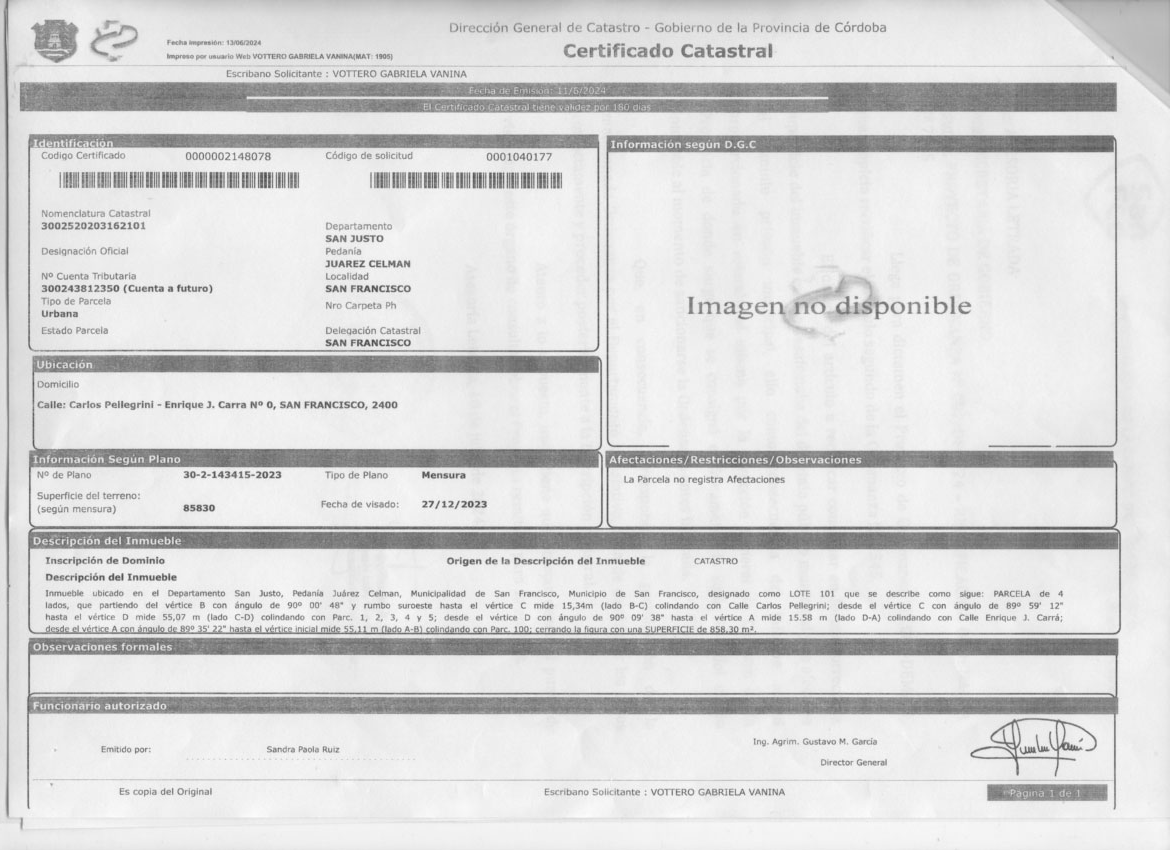 Dirección General de Catastro - Gobierno de la Provincia de Córdoba
Certificado Catastral
Fecha Impresión: 13/06/2024
Impreso por usuario Web VOTTERO GABRIELA VANINA(MAT: 1905)
Escribano Solicitante : VOTTERO GABRIELA VANINA
Fecha de Emisión: 11/6/2024
El Certificado Catastral tiene validez por 180 días
Identificación
Codigo Certificado 0000002148078 Código de solicitud 0001040177
Nomenclatura Catastral
3002520203162101
Designación Oficial
Nº Cuenta Tributaria
300243812350 (Cuenta a futuro)
Tipo de Parcela
Urbana
Estado Parcela
Departamento
SAN JUSTO
Pedanía
JUAREZ CELMAN
Localidad
SAN FRANCISCO
Nro Carpeta Ph
Delegación Catastral
SAN FRANCISCO
Información según D.G.C
Imagen no disponible
Ubicación
Domicilio
Calle: Carlos Pellegrini - Enrique J. Carra Nº 0, SAN FRANCISCO, 2400
Información Según Plano
Nº de Plano 30-2-143415-2023 Tipo de Plano Mensura
Superficie del terreno:
(según mensura) 85830 Fecha de visado: 27/12/2023
Afectaciones/Restricciones/Observaciones
La Parcela no registra Afectaciones
Descripción del Inmueble
Inscripción de Dominio Origen de la Descripción del Inmueble CATASTRO
Descripción del Inmueble
Inmueble ubicado en el Departamento San Justo, Pedanía Juárez Celman, Municipalidad de San Francisco, Municipio de San Francisco, designado como LOTE 101 que se describe como sigue: PARCELA de 4
lados, que partiendo del vértice B con ángulo de 90º 00' 48" y rumbo suroeste hasta el vértice C mide 15,34m (lado B-C) colindando con Calle Carlos Pellegrini; desde el vértice C con ángulo de 89º 59' 12"
hasta el vértice D mide 55,07 m (lado C-D) colindando con Parc. 1, 2, 3, 4 y 5; desde el vértice D con ángulo de 90º 09' 38" hasta el vértice A mide 15.58 m (lado D-A) colindando con Calle Enrique J. Carrá;
desde el vértice A con ángulo de 89º 35' 22" hasta el vértice inicial mide 55,11 m (lado A-B) colindando con Parc. 100; cerrando la figura con una SUPERFICIE de 858,30 m².
Observaciones formales
Funcionario autorizado
Emitido por: Sandra Paola Ruiz
Ing. Agrim. Gustavo M. García
Director General
Es copia del Original Escribano Solicitante : VOTTERO GABRIELA VANINA Página 1 de 1